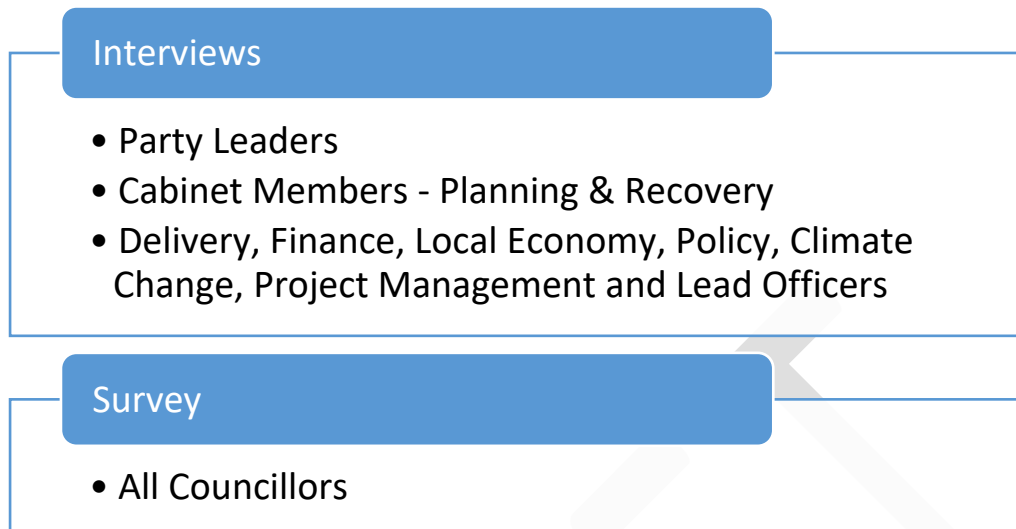 Interviews
• Party Leaders
• Cabinet Members - Planning & Recovery
• Delivery, Finance, Local Economy, Policy, Climate
Change, Project Management and Lead Officers
Survey
• All Councillors